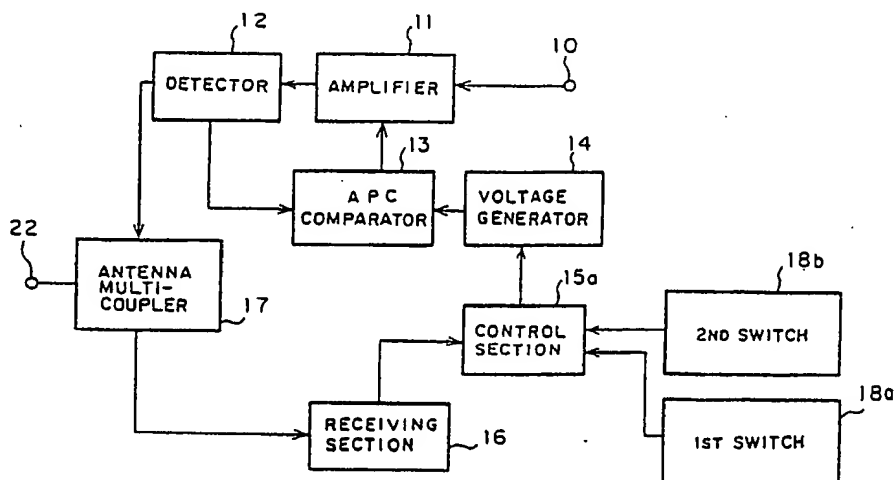 12
11
10
DETECTOR
AMPLIFIER
13
14
APC
COMPARATOR
VOLTAGE
GENERATOR
22
ANTENNA
MULTI-
COUPLER
17
15a
CONTROL
SECTION
18b
2ND SWITCH
18a
1ST SWITCH
RECEIVING
SECTION
16